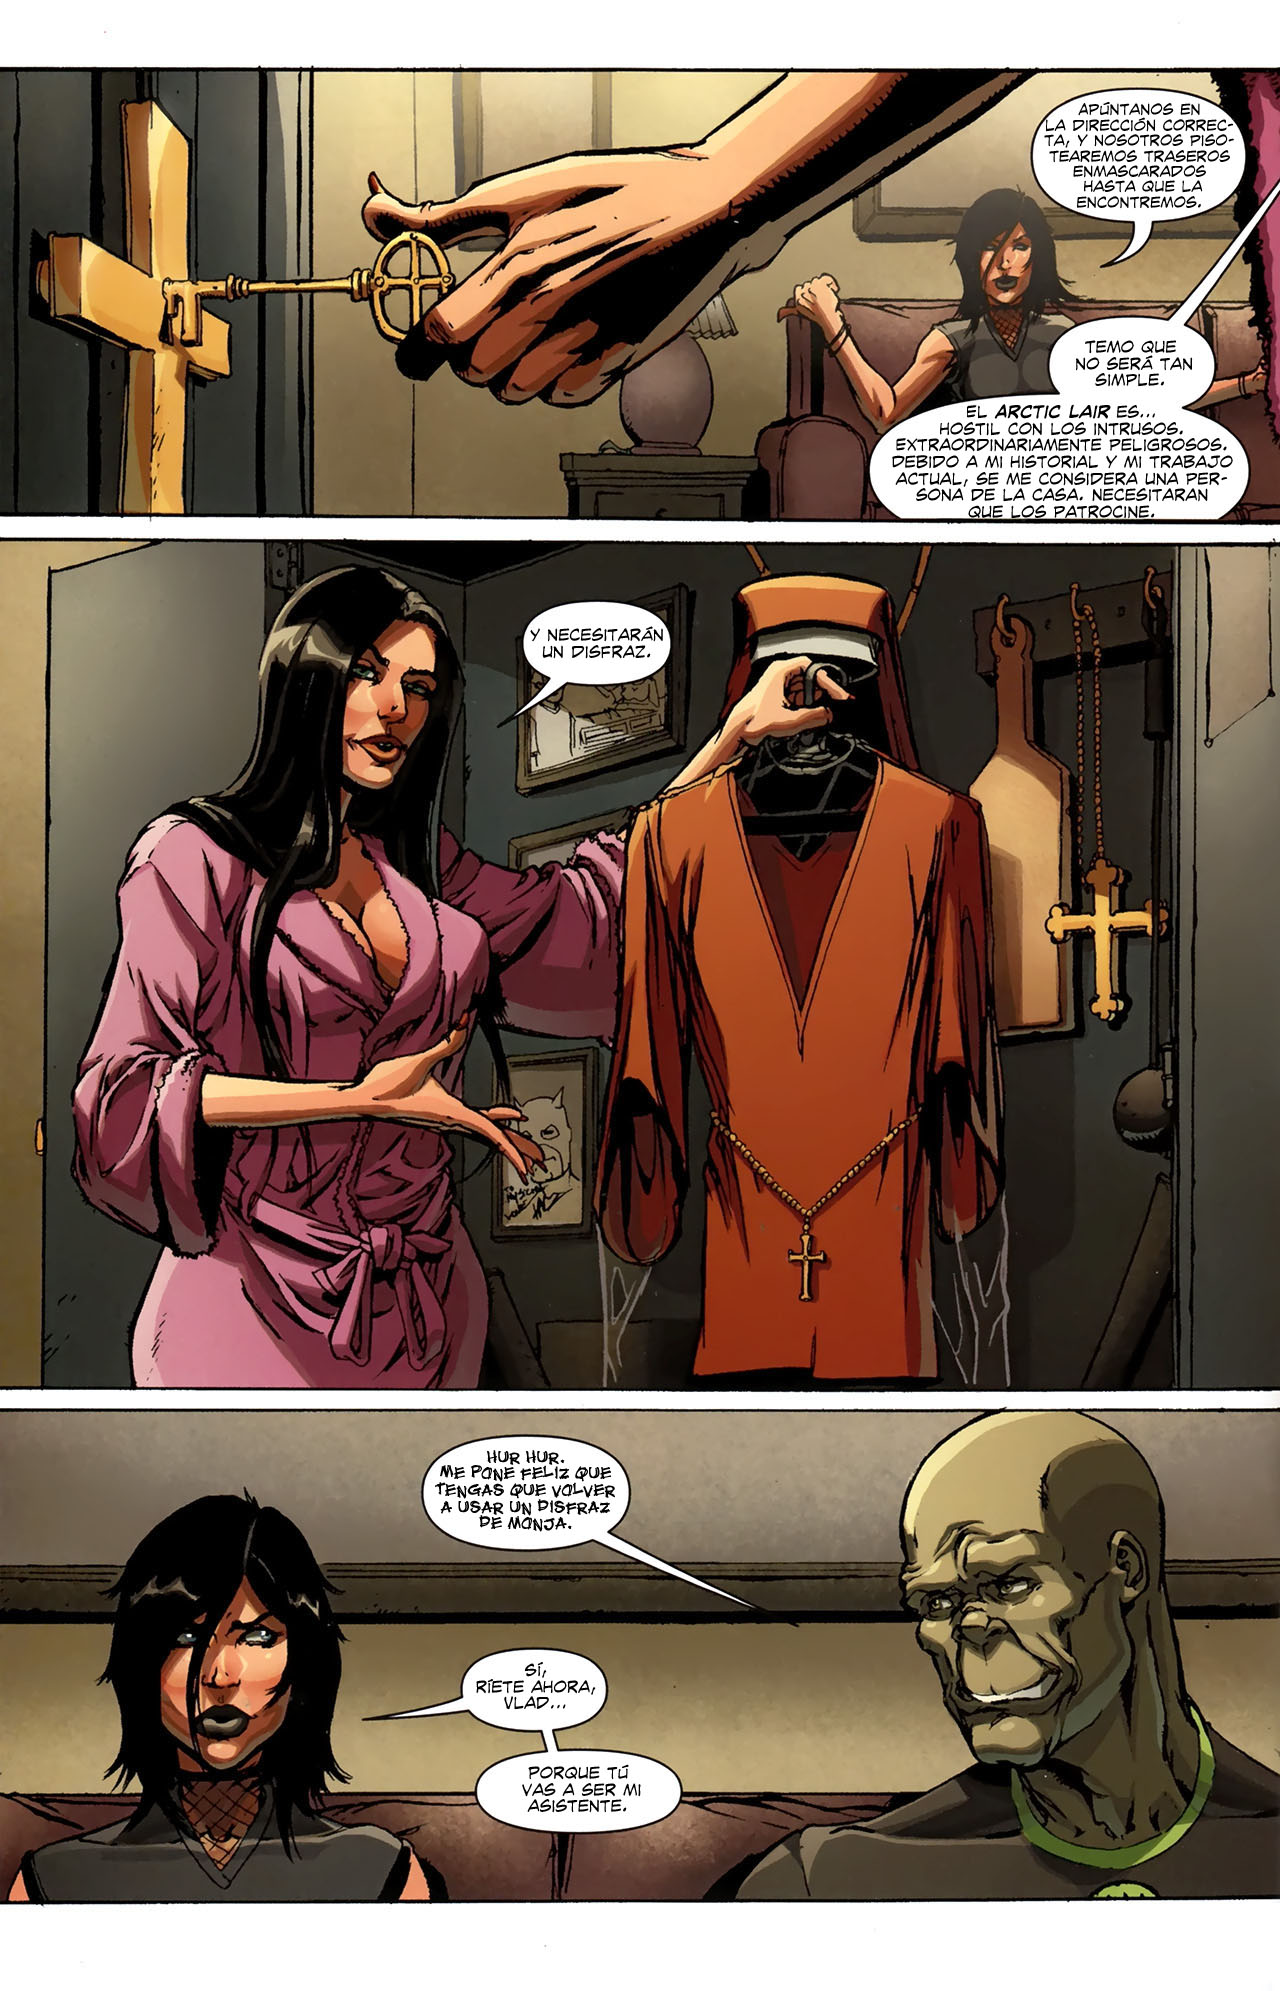 APÚNTANOS EN
LA DIRECCIÓN CORREC-
TA, Y NOSOTROS PISO-
TEAREMOS TRASEROS
ENMASCARADOS
HASTA QUE LA
ENCONTREMOS.
TEMO QUE
NO SERÁ TAN
SIMPLE.
EL ARCTIC LAIR ES...
HOSTIL CON LOS INTRUSOS.
EXTRAORDINARIAMENTE PELIGROSOS.
DEBIDO A MI HISTORIAL Y MI TRABAJO
ACTUAL, SE ME CONSIDERA UNA PER-
SONA DE LA CASA. NECESITARAN
QUE LOS PATROCINE.
Y NECESITARÁN
UN DISFRAZ.
TO
HUR HUR.
ME PONE FELIZ QUE
TENGAS QUE VOLVER
A USAR UN DISFRAZ
DE MONJA.
SÍ,
RÍETE AHORA,
VLAD...
PORQUE TÚ
VAS A SER MI
ASISTENTE.